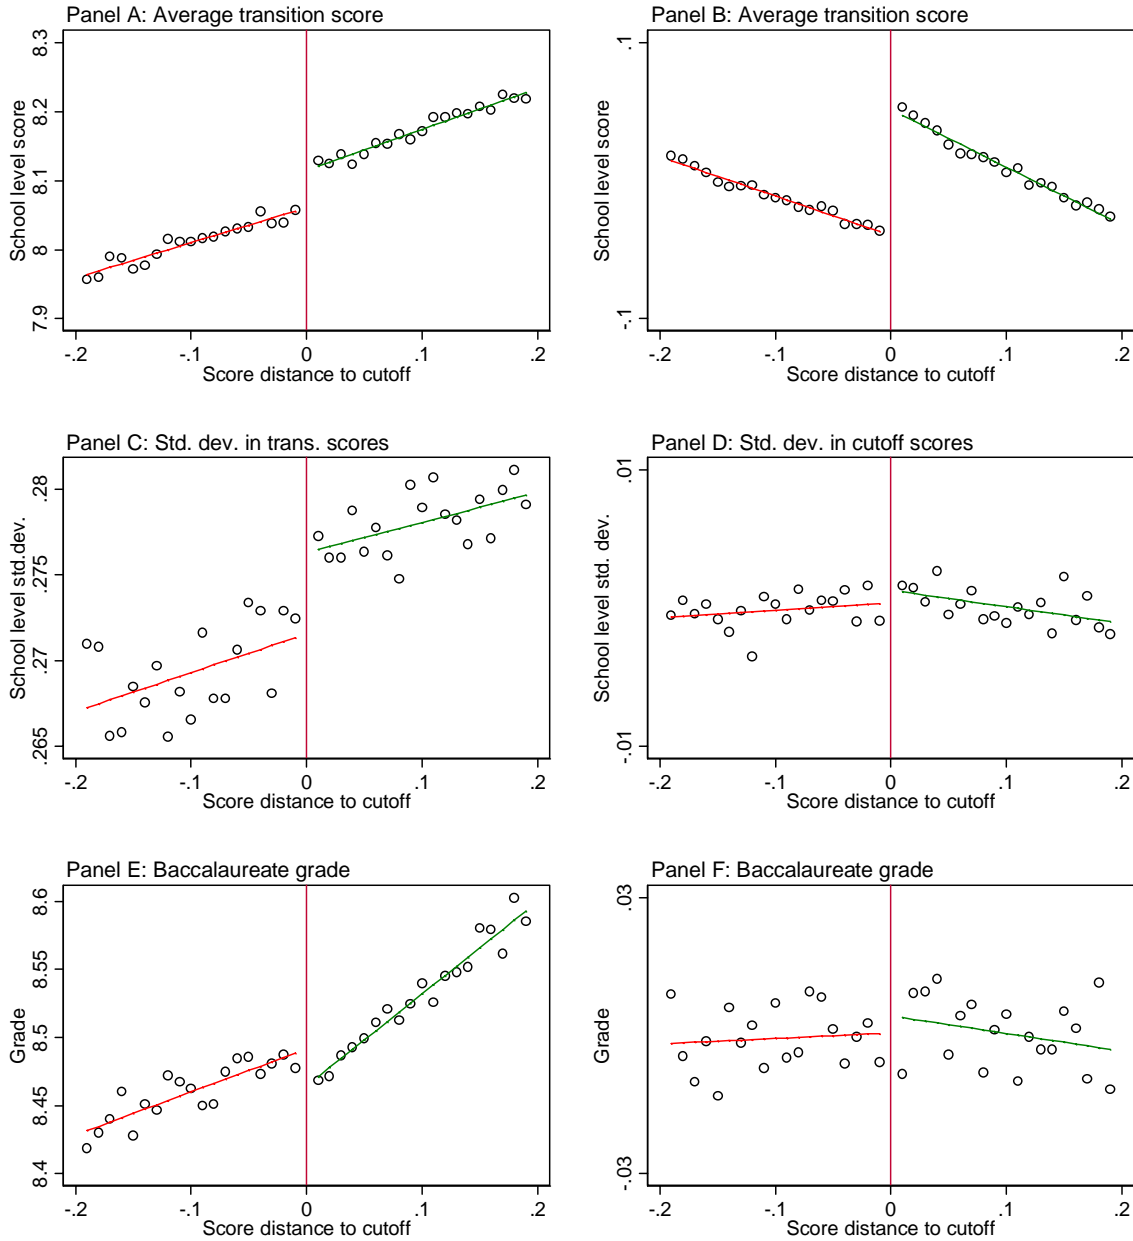 Panel A: Average transition score
School level score
8.3
8.2
8.1
8
7.9
-.2
-.1
0
.1
.2
Score distance to cutoff
Panel B: Average transition score
School level score
.1
-.1
-.2
-.1
0
.1
.2
Score distance to cutoff
Panel C: Std. dev. in trans. scores
School level std.dev.
.28
.275
.27
.265
-.2
-.1
0
.1
.2
Score distance to cutoff
Panel D: Std. dev. in cutoff scores
School level std. dev.
.01
-.01
-.2
-.1
0
.1
.2
Score distance to cutoff
Panel E: Baccalaureate grade
Grade
8.6
8.55
8.5
8.45
8.4
-.2
-.1
0
.1
.2
Score distance to cutoff
Panel F: Baccalaureate grade
Grade
.03
-.03
-.2
-.1
0
.1
.2
Score distance to cutoff